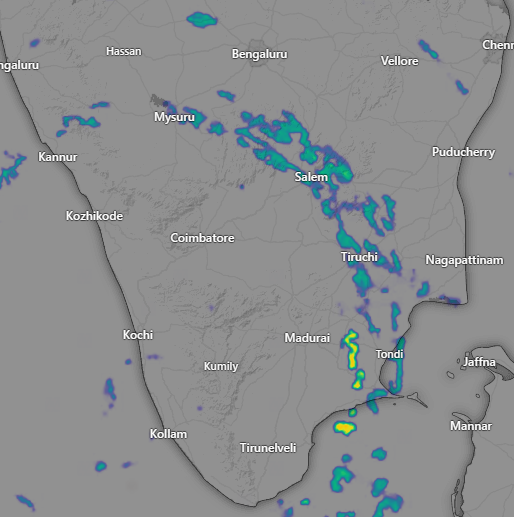 Hassan
Bengaluru
Chenn
ngaluru
Vellore
Mysuru
Kannur
Puducherry
Salem
Kozhikode
Coimbatore
Tiruchi
Nagapattinam
Kochi
Madurai
Tondi
Jaffna
Kumily
Mannar
Kollam
Tirunelveli